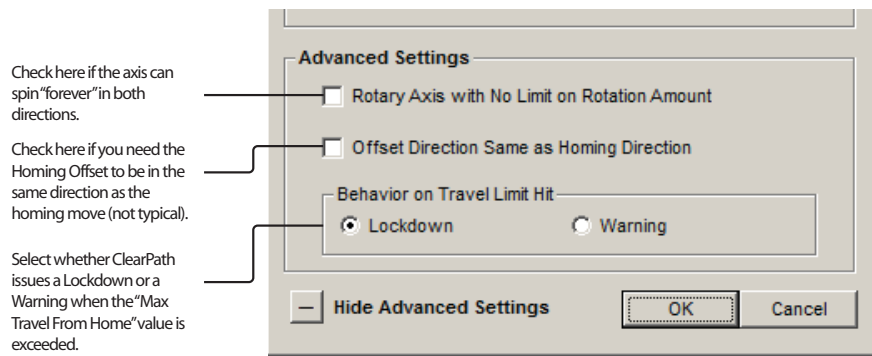 Check here if the axis can
spin “forever” in both
directions.
Check here if you need the
Homing Offset to be in the
same direction as the
homing move (not typical).
Select whether ClearPath
issues a Lockdown or a
Warning when the “Max
Travel From Home” value is
exceeded.
Advanced Settings
Rotary Axis with No Limit on Rotation Amount
Offset Direction Same as Homing Direction
Behavior on Travel Limit Hit
Lockdown Warning
Hide Advanced Settings OK Cancel